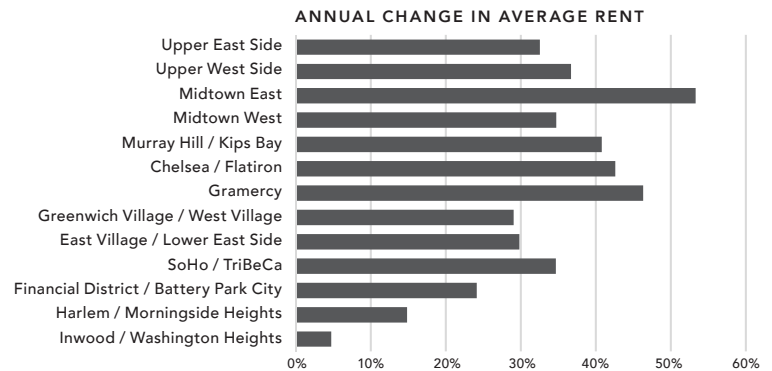 ANNUAL CHANGE IN AVERAGE RENT
Upper East Side
Upper West Side
Midtown East
Midtown West
Murray Hill / Kips Bay
Chelsea / Flatiron
Gramercy
Greenwich Village / West Village
East Village / Lower East Side
SoHo / TriBeCa
Financial District / Battery Park City
Harlem / Morningside Heights
Inwood / Washington Heights
0% 10% 20% 30% 40% 50% 60%